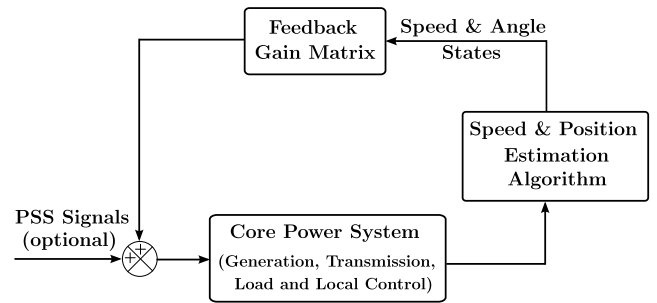 Feedback
Gain Matrix
Speed & Angle
States
Speed & Position
Estimation
Algorithm
PSS Signals
(optional)
+
+
Core Power System
(Generation, Transmission,
Load and Local Control)